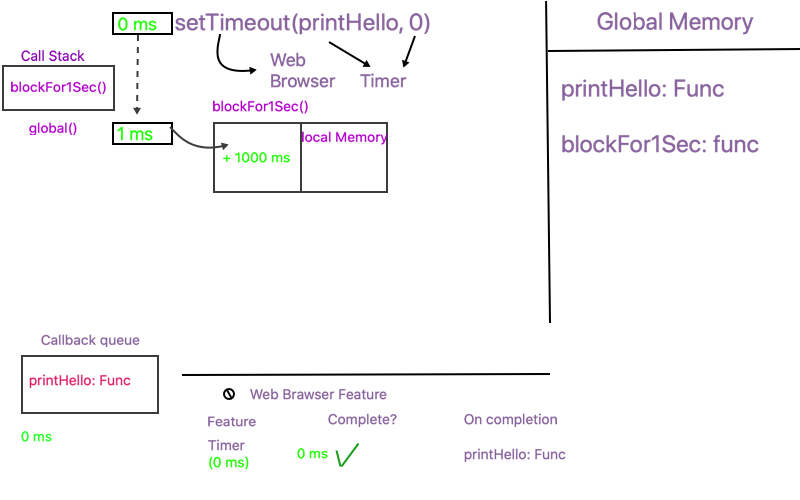 0 ms
setTimeout(printHello, 0)
Global Memory
Call Stack
Web
Browser
Timer
blockFor1Sec()
printHello: Func
blockFor1Sec()
global()
1 ms
local Memory
+ 1000 ms
blockFor1Sec: func
Callback queue
printHello: Func
0 ms
Web Brawser Feature
Feature
Complete?
On completion
Timer
(0 ms)
0 ms
printHello: Func